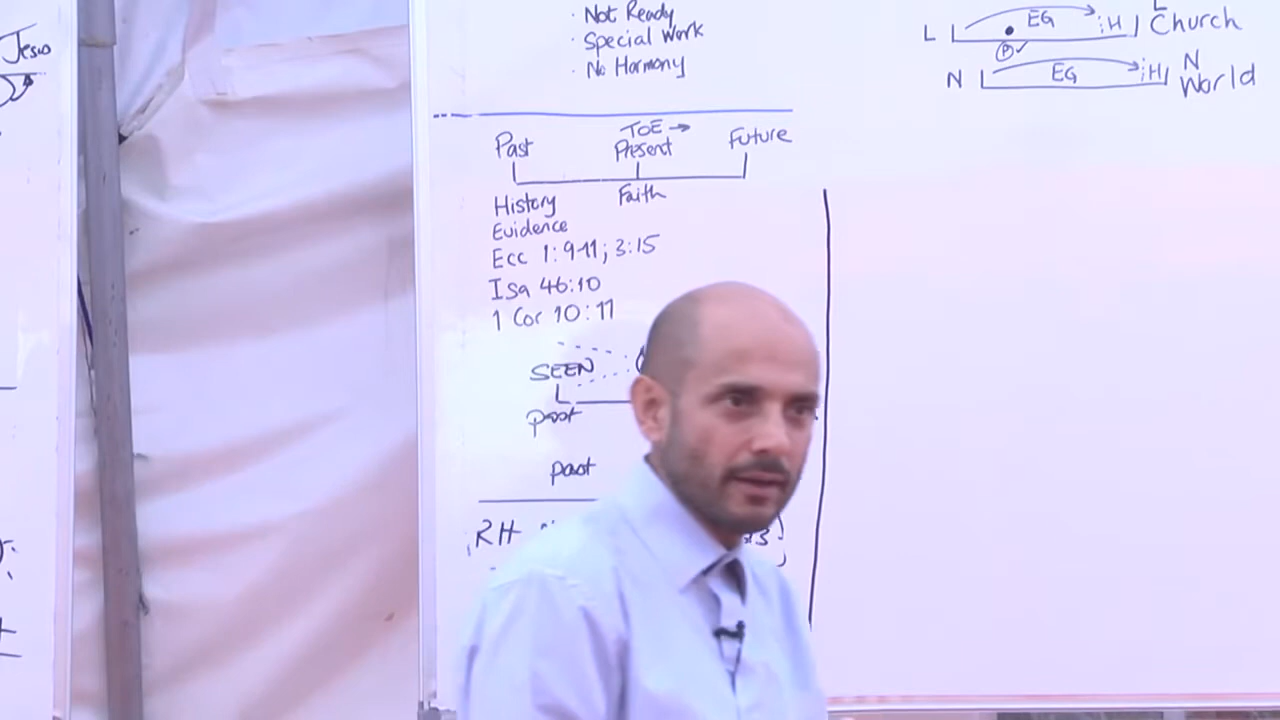 Jesus
· Not Ready
· Special Work
· No Harmony
TOE →
Past Present Future
Faith
History
Evidence
Ecc 1:9-11; 3:15
Isa 46:10
1 Cor 10:11
SEEN
past
past
RH
L EG H L Church
P ✓
N EG H N World